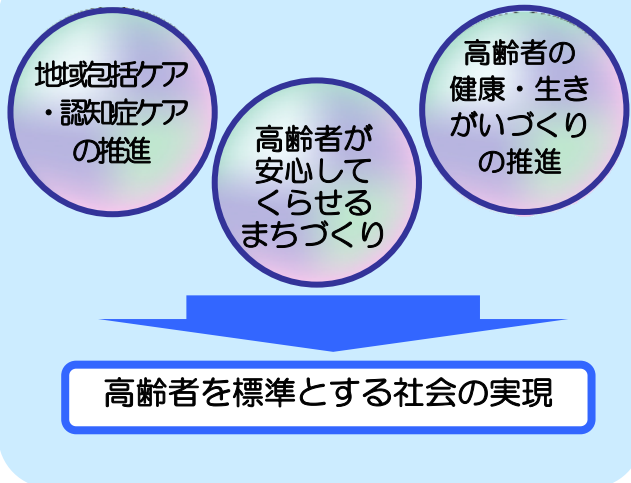 地域包括ケア
・認知症ケア
の推進
高齢者が
安心して
くらせる
まちづくり
高齢者の
健康・生き
がいづくり
の推進
高齢者を標準とする社会の実現